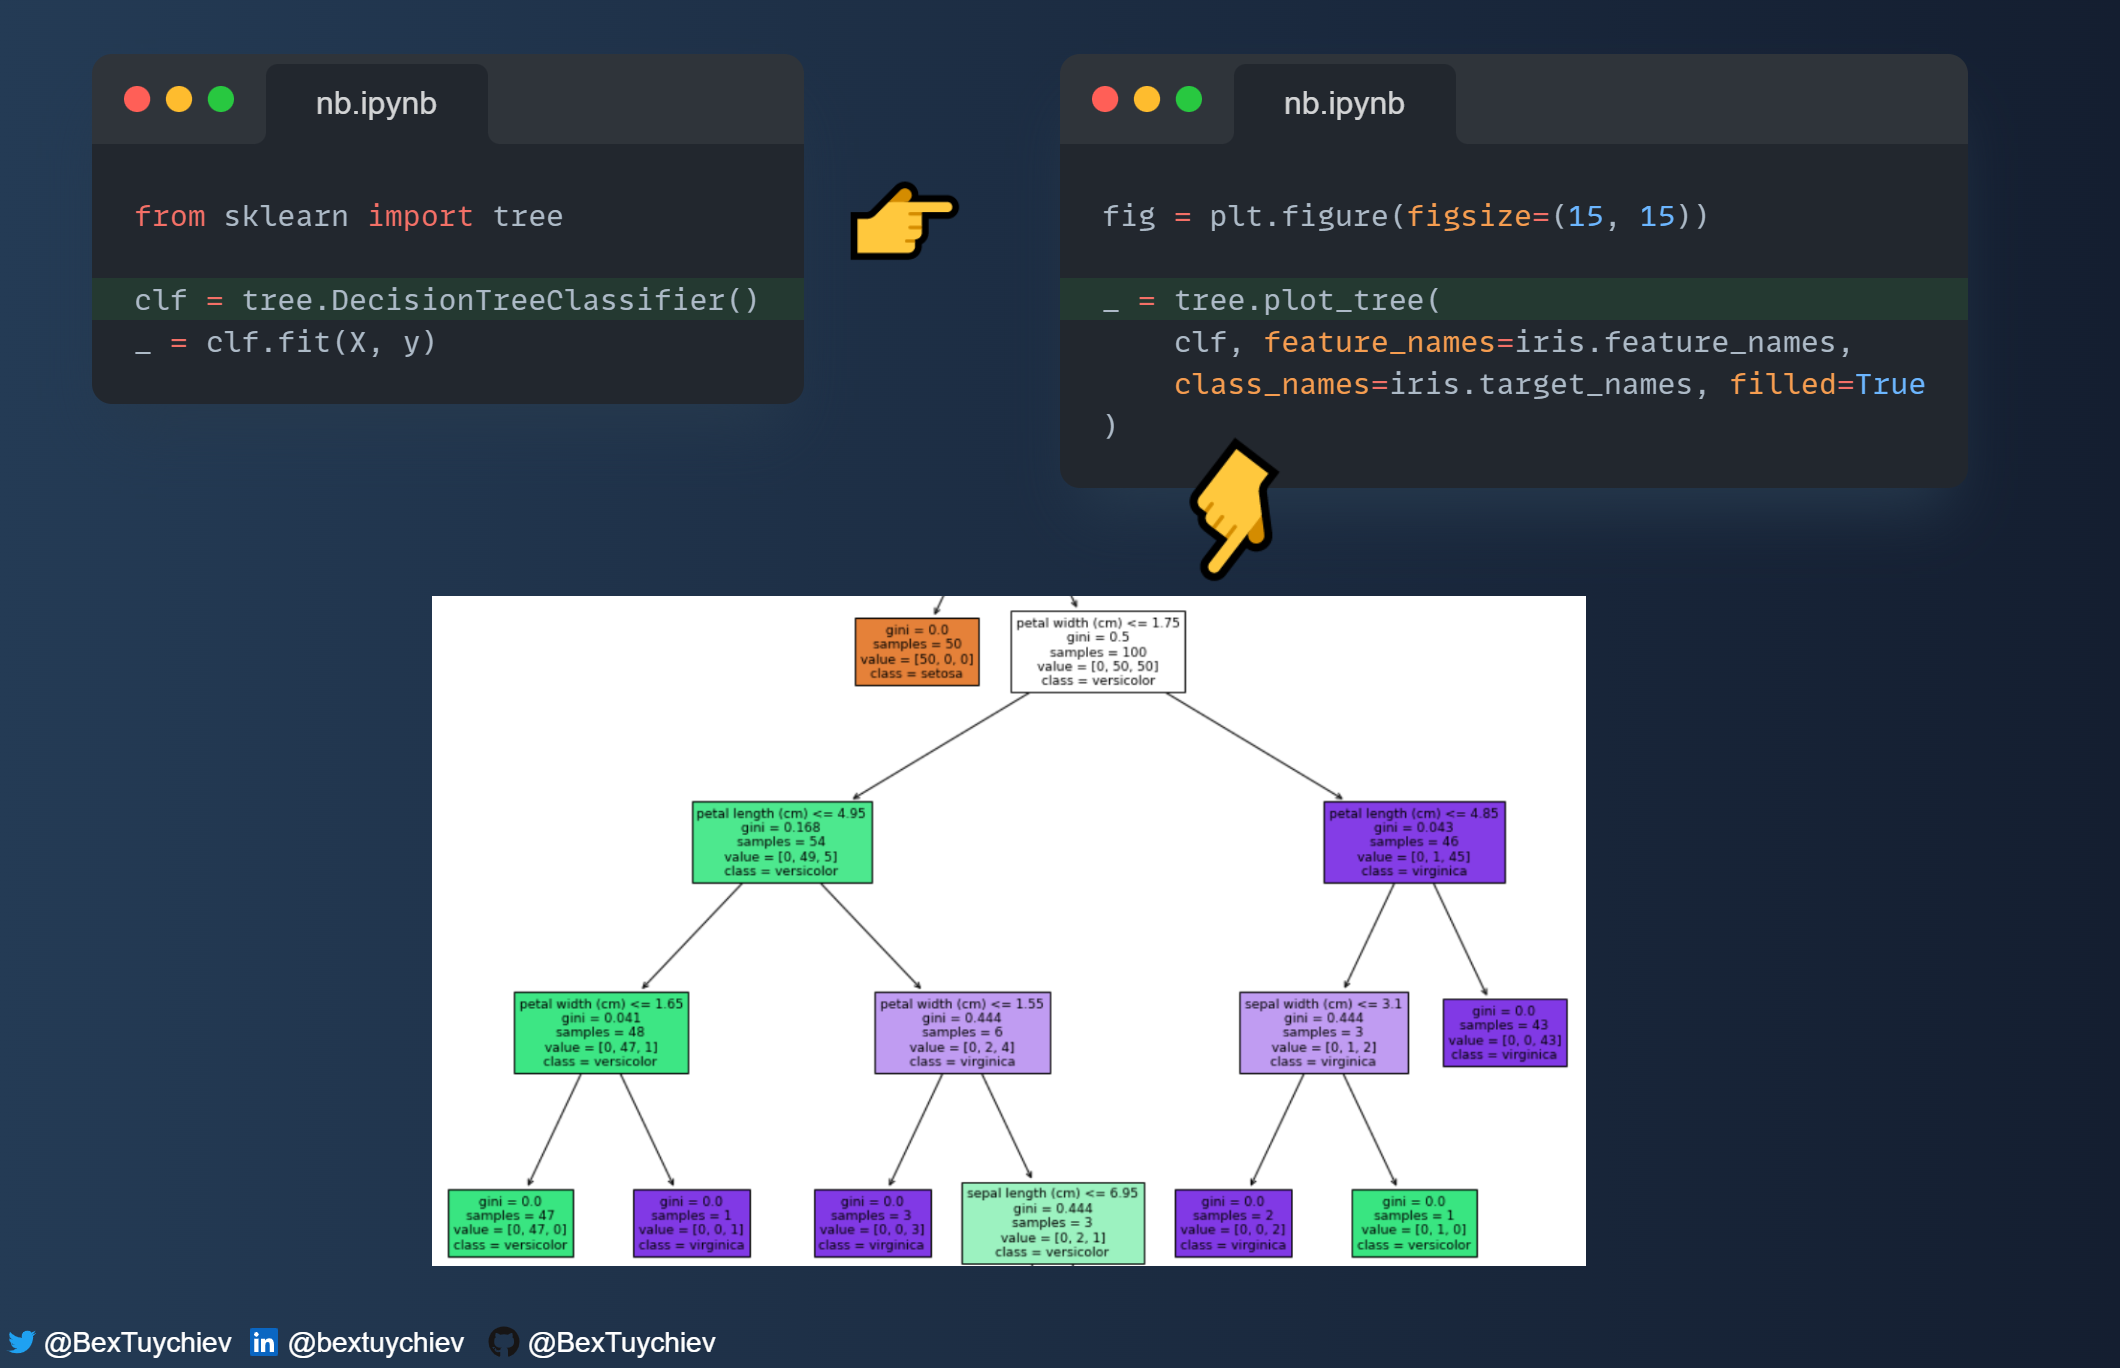 nb.ipynb
from sklearn import tree
clf = tree.DecisionTreeClassifier()
_ = clf.fit(X, y)
nb.ipynb
fig = plt.figure(figsize=(15, 15))
_ = tree.plot_tree(
clf, feature_names=iris.feature_names,
class_names=iris.target_names, filled=True
)
gini = 0.0
samples = 50
value = [50, 0, 0]
class = setosa
petal width (cm) <= 1.75
gini = 0.5
samples = 100
value = [0, 50, 50]
class = versicolor
petal length (cm) <= 4.95
gini = 0.168
samples = 54
value = [0, 49, 5]
class = versicolor
petal length (cm) <= 4.85
gini = 0.043
samples = 46
value = [0, 1, 45]
class = virginica
petal width (cm) <= 1.65
gini = 0.041
samples = 48
value = [0, 47, 1]
class = versicolor
petal width (cm) <= 1.55
gini = 0.444
samples = 6
value = [0, 2, 4]
class = virginica
sepal width (cm) <= 3.1
gini = 0.444
samples = 3
value = [0, 1, 2]
class = virginica
gini = 0.0
samples = 43
value = [0, 0, 43]
class = virginica
gini = 0.0
samples = 47
value = [0, 47, 0]
class = versicolor
gini = 0.0
samples = 1
value = [0, 0, 1]
class = virginica
gini = 0.0
samples = 3
value = [0, 0, 3]
class = virginica
sepal length (cm) <= 6.95
gini = 0.444
samples = 3
value = [0, 2, 1]
class = versicolor
gini = 0.0
samples = 2
value = [0, 0, 2]
class = virginica
gini = 0.0
samples = 1
value = [0, 1, 0]
class = versicolor
@BexTuychiev in @bextuychiev @BexTuychiev